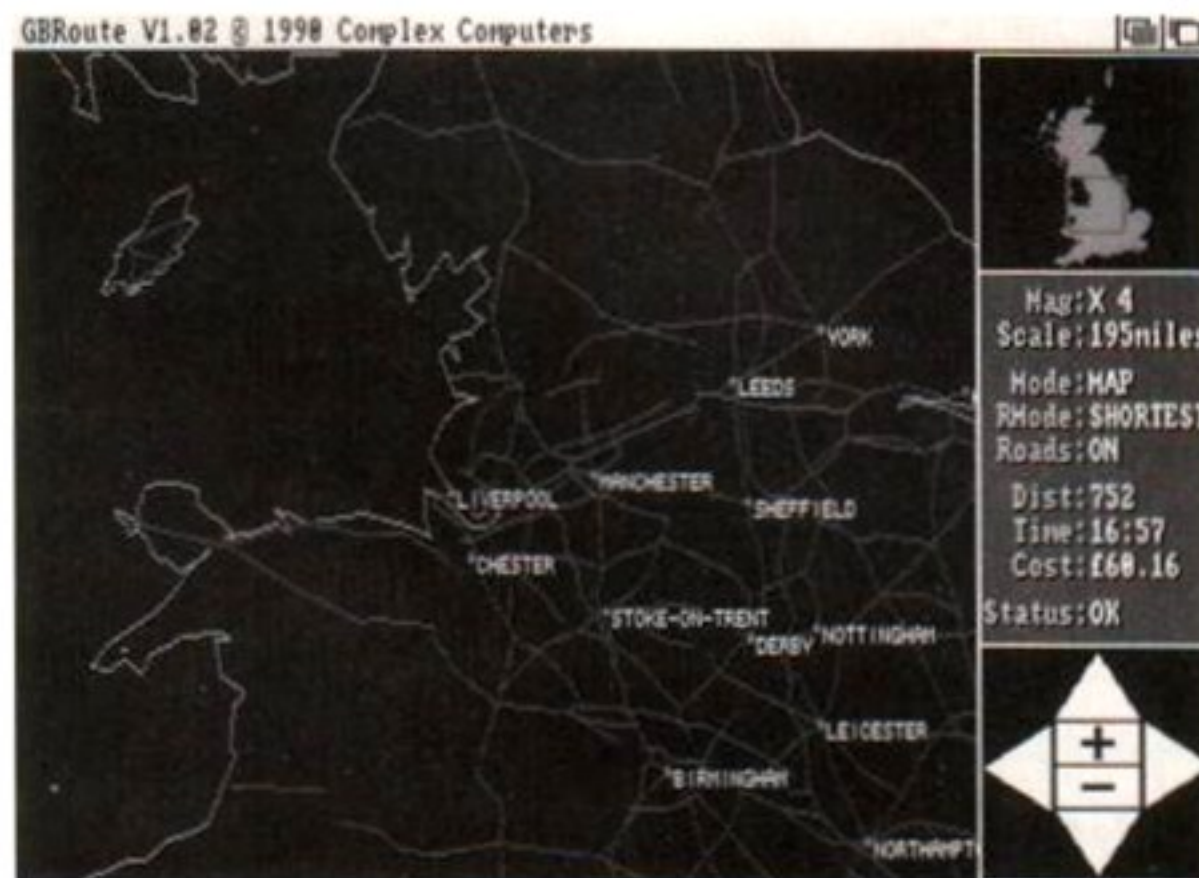 GBRoute V1.02 © 1990 Complex Computers
Mag:X 4
Scale:195miles
Mode:MAP
RMode:SHORTEST
Roads:ON
Dist:752
Time:16:57
Cost:£60.16
Status:OK
+
−
°YORK
°LEEDS
°MANCHESTER
°LIVERPOOL
°SHEFFIELD
°CHESTER
°STOKE-ON-TRENT
°DERBY
°NOTTINGHAM
°LEICESTER
°BIRMINGHAM
°NORTHAMPT